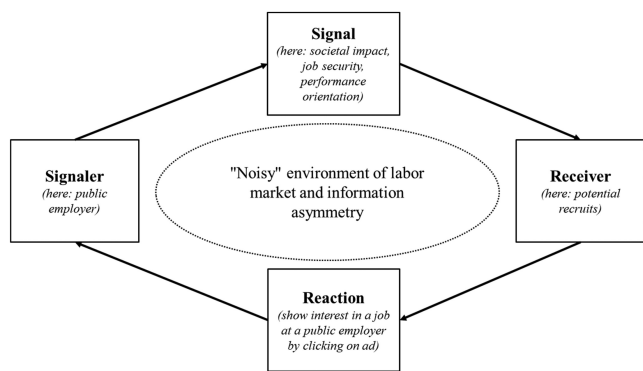 Signal
(here: societal impact,
job security,
performance
orientation)
Signaler
(here: public
employer)
"Noisy" environment of labor
market and information
asymmetry
Receiver
(here: potential
recruits)
Reaction
(show interest in a job
at a public employer
by clicking on ad)